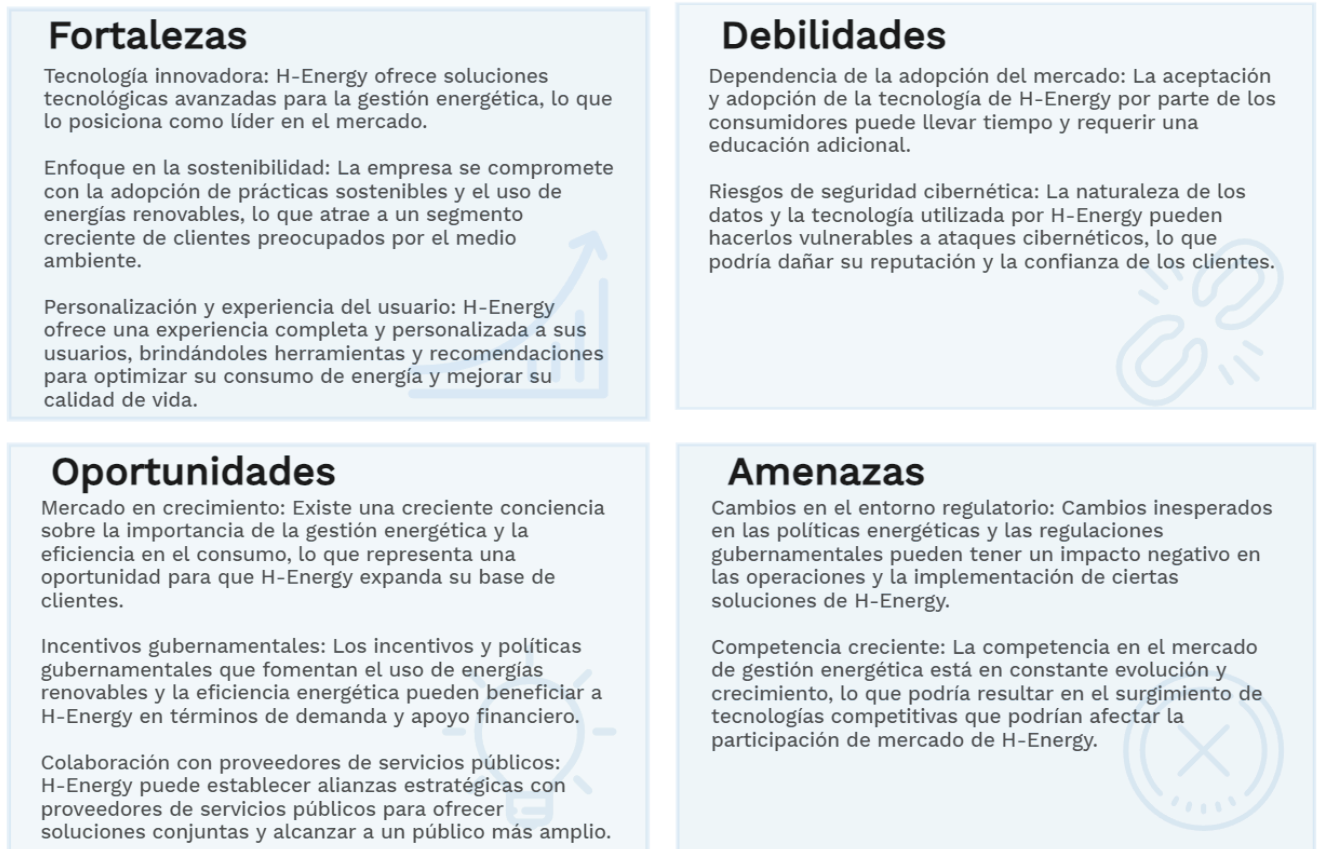 Fortalezas
Tecnología innovadora: H-Energy ofrece soluciones
tecnológicas avanzadas para la gestión energética, lo que
lo posiciona como líder en el mercado.
Enfoque en la sostenibilidad: La empresa se compromete
con la adopción de prácticas sostenibles y el uso de
energías renovables, lo que atrae a un segmento
creciente de clientes preocupados por el medio
ambiente.
Personalización y experiencia del usuario: H-Energy
ofrece una experiencia completa y personalizada a sus
usuarios, brindándoles herramientas y recomendaciones
para optimizar su consumo de energía y mejorar su
calidad de vida.
Debilidades
Dependencia de la adopción del mercado: La aceptación
y adopción de la tecnología de H-Energy por parte de los
consumidores puede llevar tiempo y requerir una
educación adicional.
Riesgos de seguridad cibernética: La naturaleza de los
datos y la tecnología utilizada por H-Energy pueden
hacerlos vulnerables a ataques cibernéticos, lo que
podría dañar su reputación y la confianza de los clientes.
Oportunidades
Mercado en crecimiento: Existe una creciente conciencia
sobre la importancia de la gestión energética y la
eficiencia en el consumo, lo que representa una
oportunidad para que H-Energy expanda su base de
clientes.
Incentivos gubernamentales: Los incentivos y políticas
gubernamentales que fomentan el uso de energías
renovables y la eficiencia energética pueden beneficiar a
H-Energy en términos de demanda y apoyo financiero.
Colaboración con proveedores de servicios públicos:
H-Energy puede establecer alianzas estratégicas con
proveedores de servicios públicos para ofrecer
soluciones conjuntas y alcanzar a un público más amplio.
Amenazas
Cambios en el entorno regulatorio: Cambios inesperados
en las políticas energéticas y las regulaciones
gubernamentales pueden tener un impacto negativo en
las operaciones y la implementación de ciertas
soluciones de H-Energy.
Competencia creciente: La competencia en el mercado
de gestión energética está en constante evolución y
crecimiento, lo que podría resultar en el surgimiento de
tecnologías competitivas que podrían afectar la
participación de mercado de H-Energy.